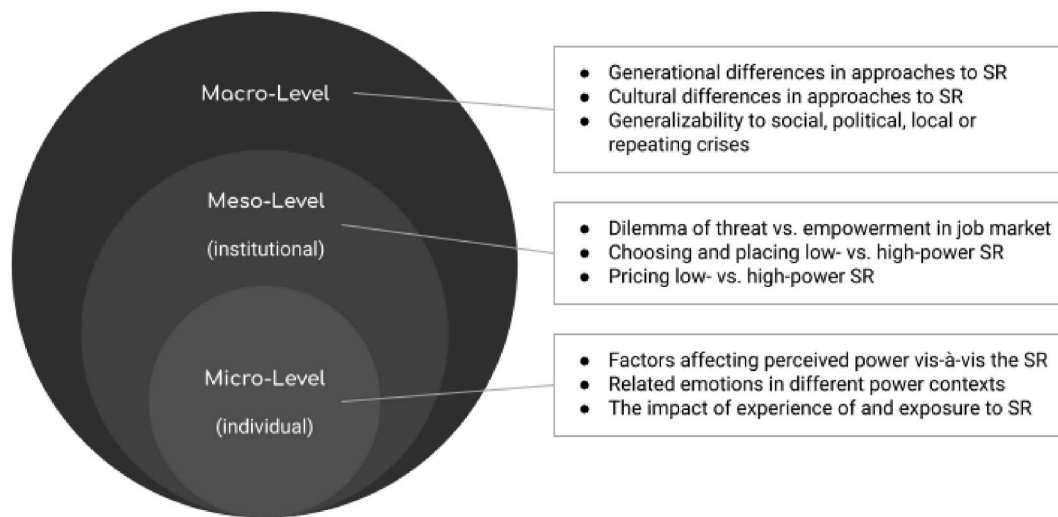 Macro-Level
● Generational differences in approaches to SR
● Cultural differences in approaches to SR
● Generalizability to social, political, local or
repeating crises
Meso-Level
(institutional)
● Dilemma of threat vs. empowerment in job market
● Choosing and placing low- vs. high-power SR
● Pricing low- vs. high-power SR
Micro-Level
(individual)
● Factors affecting perceived power vis-à-vis the SR
● Related emotions in different power contexts
● The impact of experience of and exposure to SR